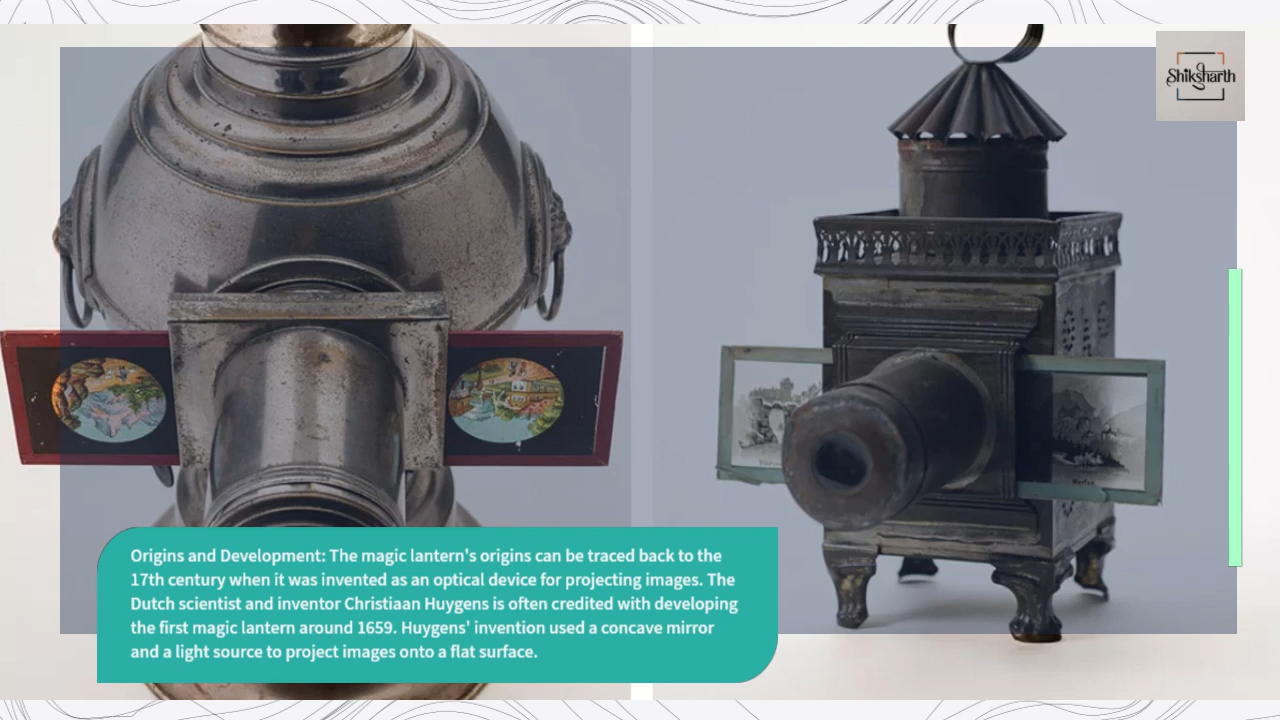 Shiksharth
Origins and Development: The magic lantern's origins can be traced back to the
17th century when it was invented as an optical device for projecting images. The
Dutch scientist and inventor Christiaan Huygens is often credited with developing
the first magic lantern around 1659. Huygens' invention used a concave mirror
and a light source to project images onto a flat surface.